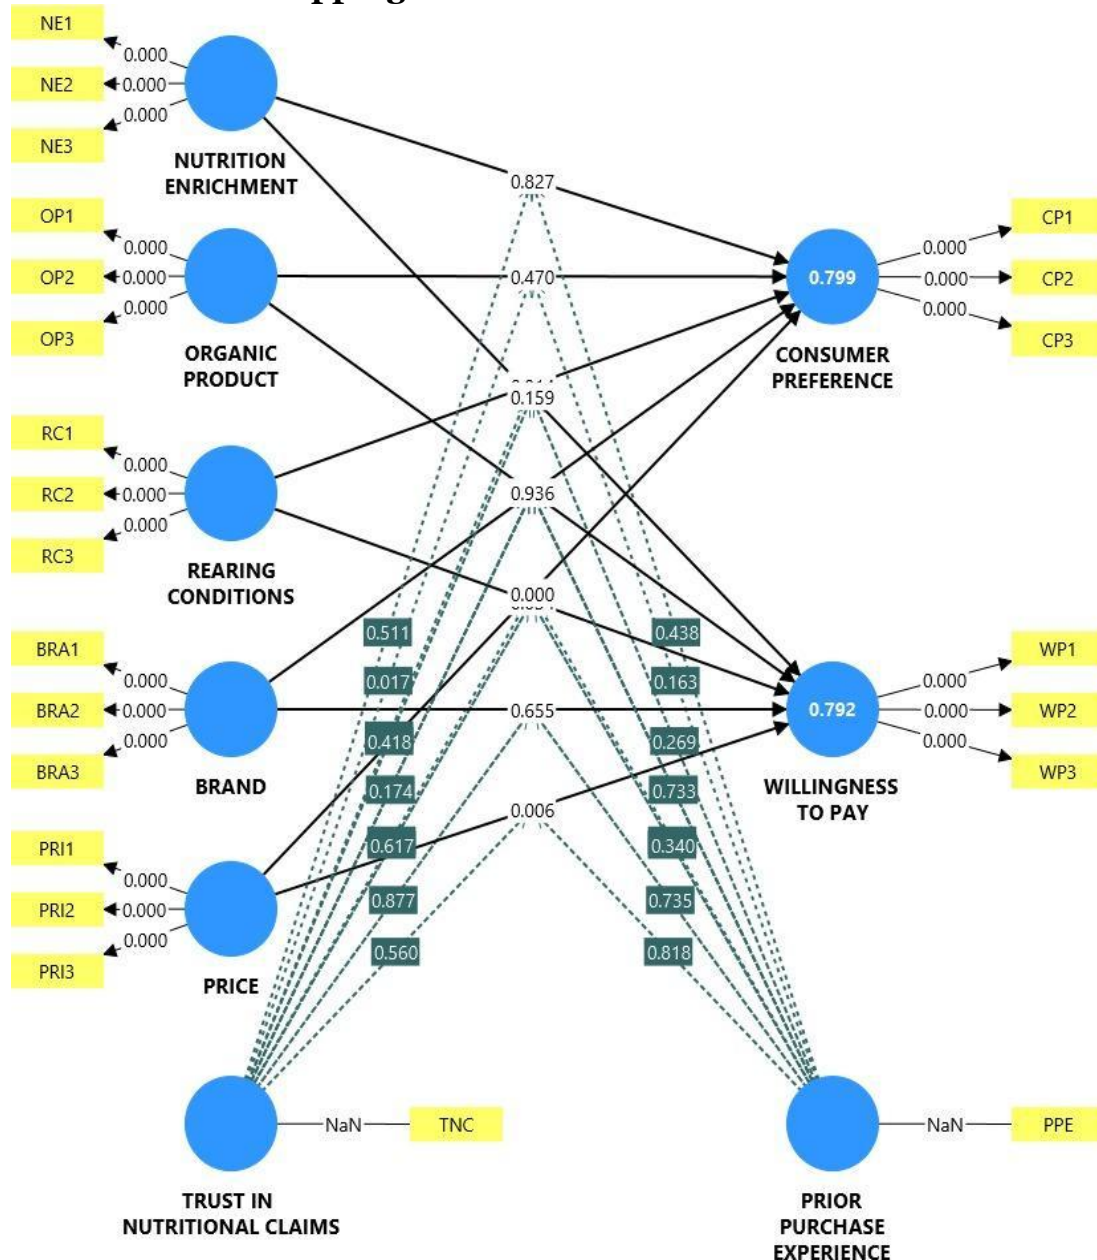 NE1
0.000
NE2
0.000
0.000
NE3
NUTRITION
ENRICHMENT
0.827
OP1
0.000
OP2
0.000
0.000
OP3
ORGANIC
PRODUCT
0.470
CP1
0.000
0.799
0.000
CP2
0.000
CP3
CONSUMER
PREFERENCE
0.159
RC1
0.000
RC2
0.000
0.000
RC3
REARING
CONDITIONS
0.936
0.000
0.511
0.438
0.017
0.163
BRA1
0.000
BRA2
0.000
0.000
BRA3
BRAND
0.655
WP1
0.000
0.792
0.000
WP2
0.000
WP3
WILLINGNESS
TO PAY
0.418
0.269
0.174
0.733
0.006
0.617
0.340
PRI1
0.000
PRI2
0.000
0.000
PRI3
PRICE
0.877
0.735
0.560
0.818
NaN
TNC
TRUST IN
NUTRITIONAL CLAIMS
NaN
PPE
PRIOR
PURCHASE
EXPERIENCE